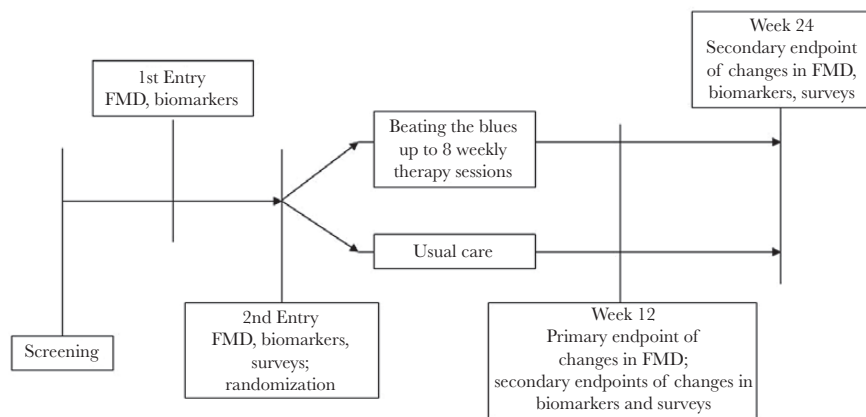 Week 24
Secondary endpoint
of changes in FMD,
biomarkers, surveys
1st Entry
FMD, biomarkers
Beating the blues
up to 8 weekly
therapy sessions
Usual care
Screening
2nd Entry
FMD, biomarkers,
surveys;
randomization
Week 12
Primary endpoint of
changes in FMD;
secondary endpoints of changes in
biomarkers and surveys